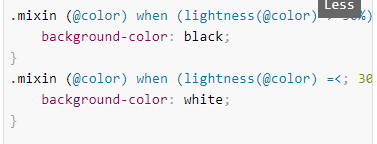 Less
.mixin (@color) when (lightness(@color)
    background-color: black;
}
.mixin (@color) when (lightness(@color) =<; 30
    background-color: white;
}